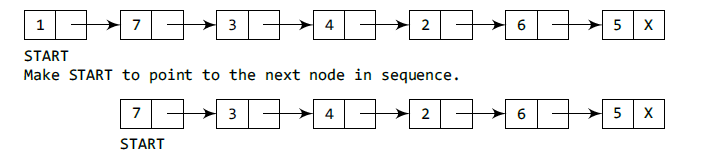 1 7 3 4 2 6 5 X
START
Make START to point to the next node in sequence.
7 3 4 2 6 5 X
START